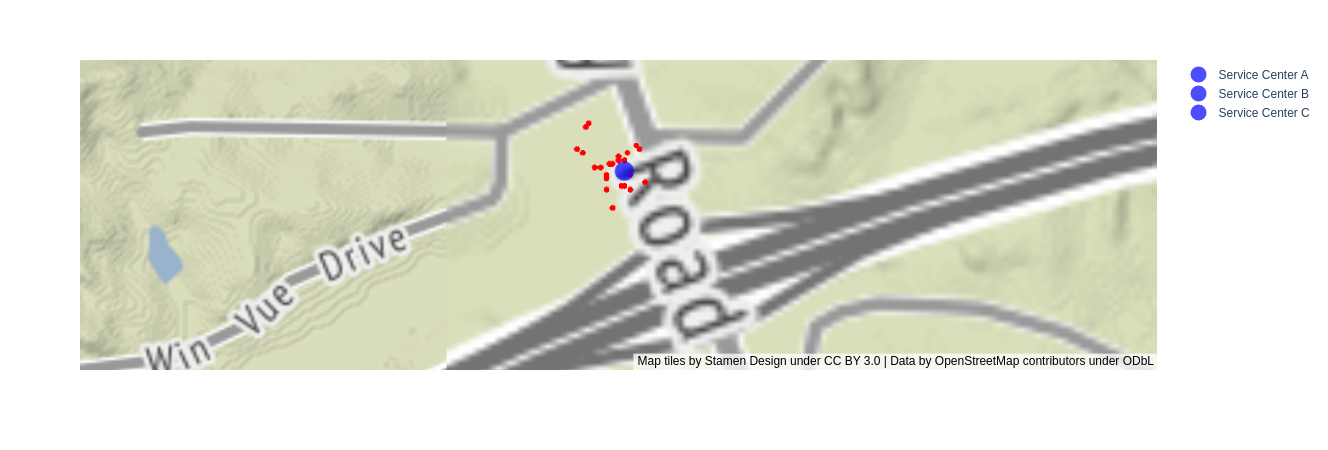 Service Center A
Service Center B
Service Center C
Road
Win Vue Drive
Map tiles by Stamen Design under CC BY 3.0 | Data by OpenStreetMap contributors under ODbL